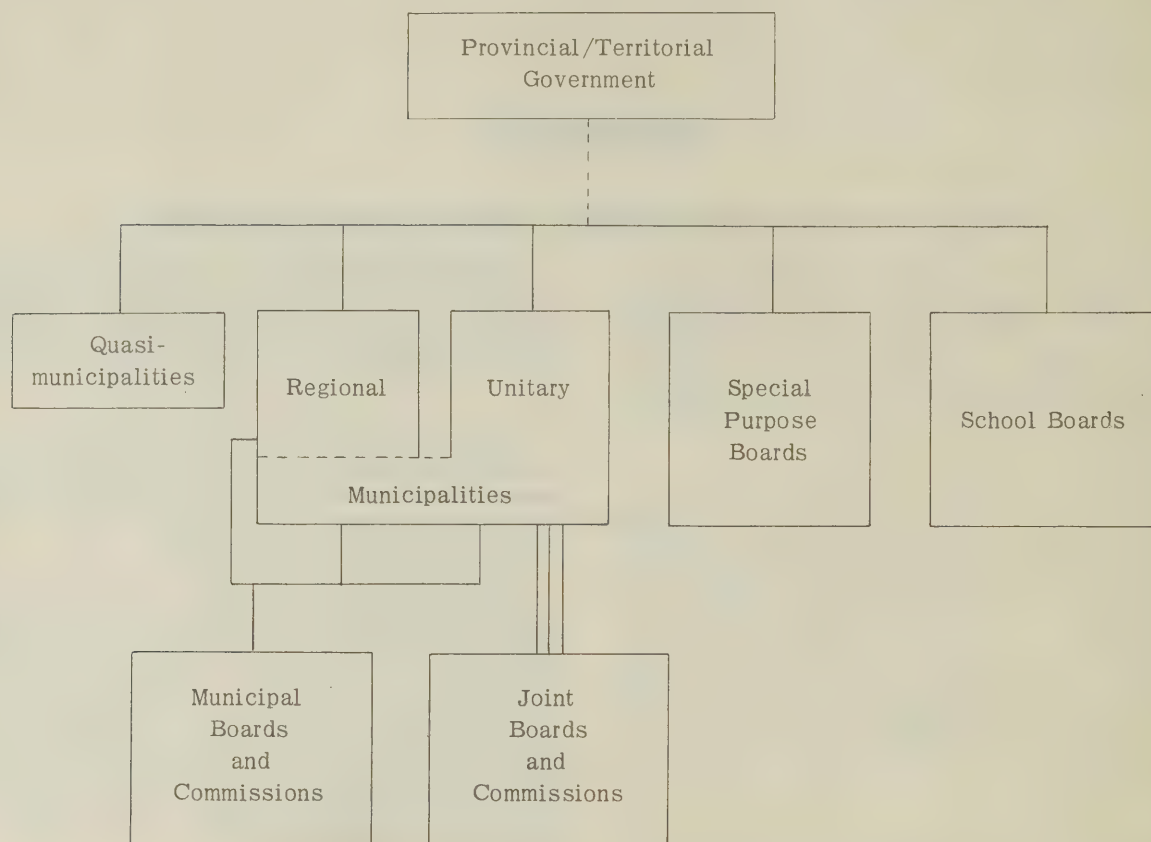 Provincial/Territorial
Government
Quasi-
municipalities
Regional
Unitary
Municipalities
Special
Purpose
Boards
School Boards
Municipal
Boards
and
Commissions
Joint
Boards
and
Commissions